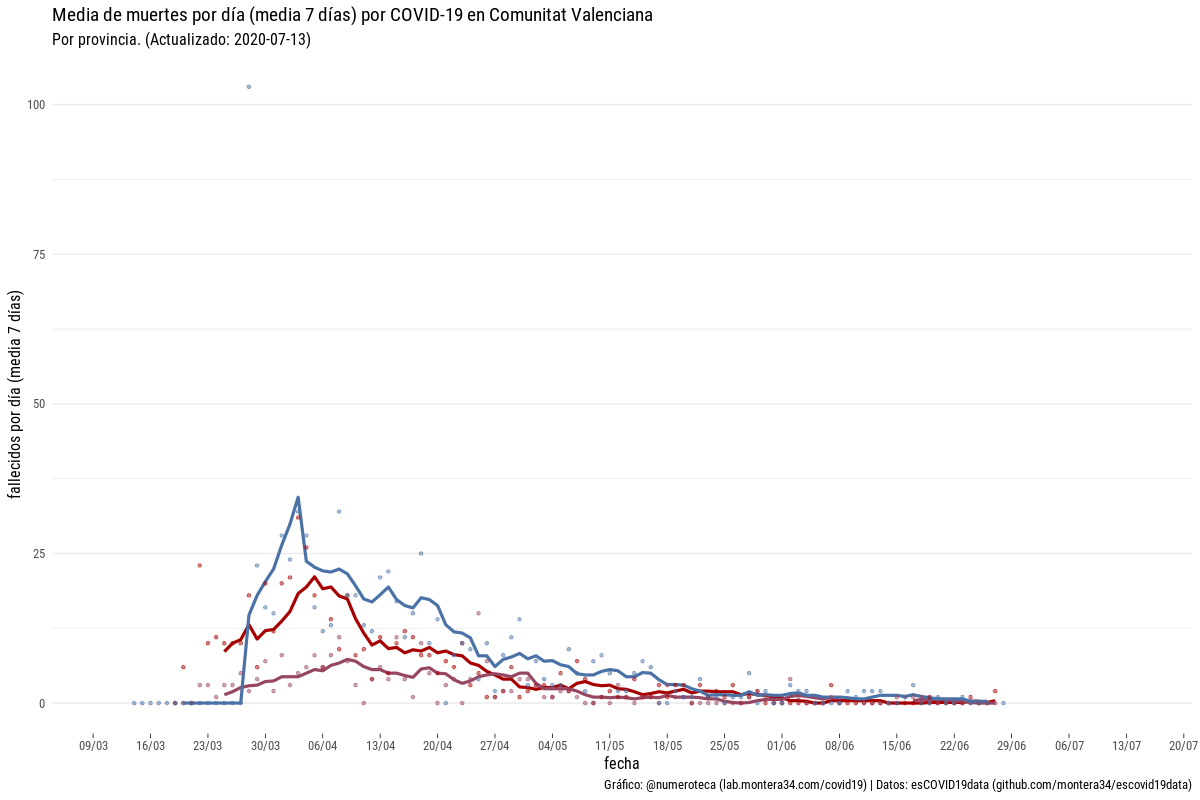 Media de muertes por día (media 7 días) por COVID-19 en Comunitat Valenciana
Por provincia. (Actualizado: 2020-07-13)
fallecidos por día (media 7 días)
100
75
50
25
0
09/03 16/03 23/03 30/03 06/04 13/04 20/04 27/04 04/05 11/05 18/05 25/05 01/06 08/06 15/06 22/06 29/06 06/07 13/07 20/07
fecha
Gráfico: @numeroteca (lab.montera34.com/covid19) | Datos: esCOVID19data (github.com/montera34/escovid19data)